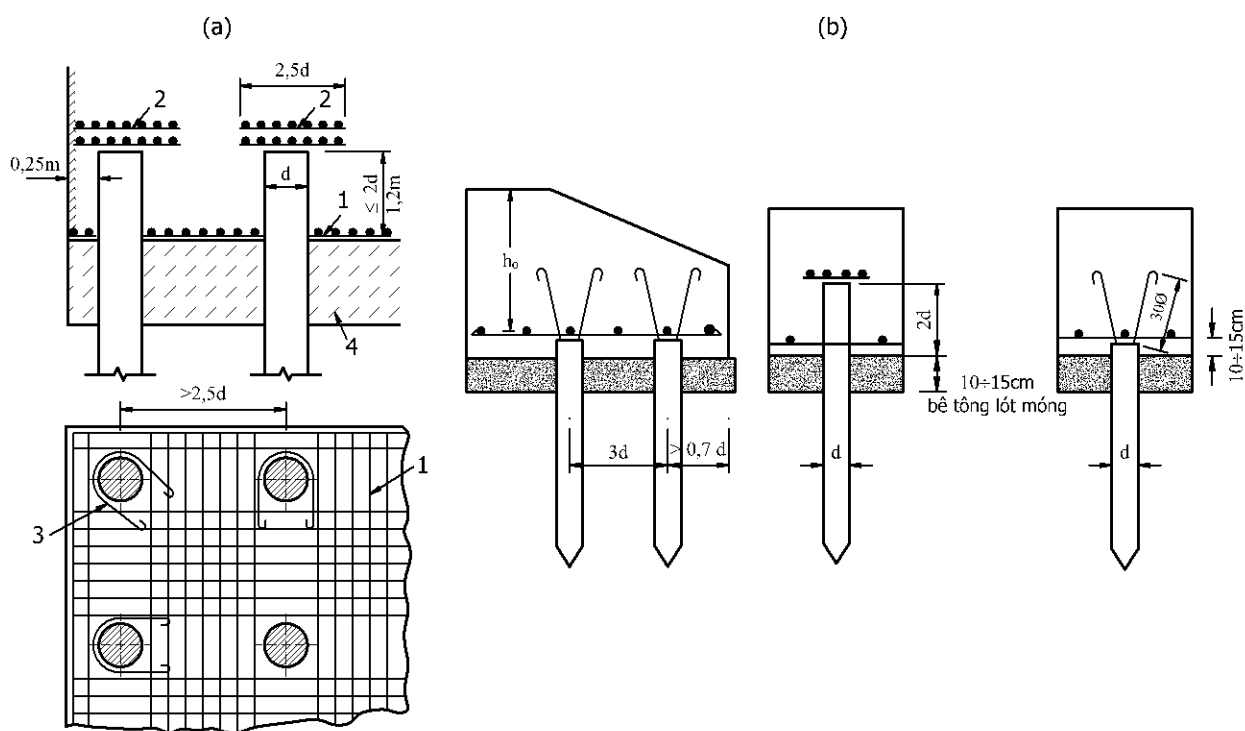 (a)
(b)
2,5d
2
2
0,25m
d
≤ 2d
1,2m
1
4
>2,5d
1
3
h₀
3d
> 0,7 d
2d
10÷15cm
bê tông lót móng
d
30Ø
10÷15cm
d